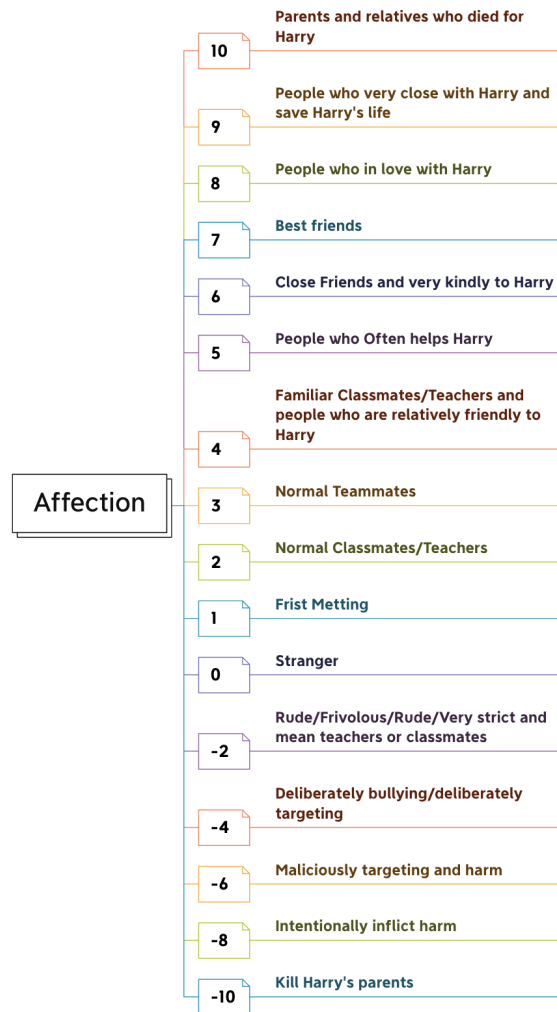 Parents and relatives who died for
Harry
10
People who very close with Harry and
save Harry's life
9
People who in love with Harry
8
Best friends
7
Close Friends and very kindly to Harry
6
People who Often helps Harry
5
Familiar Classmates/Teachers and
people who are relatively friendly to
Harry
4
Affection
Normal Teammates
3
Normal Classmates/Teachers
2
Frist Metting
1
Stranger
0
Rude/Frivolous/Rude/Very strict and
mean teachers or classmates
-2
Deliberately bullying/deliberately
targeting
-4
Maliciously targeting and harm
-6
Intentionally inflict harm
-8
Kill Harry's parents
-10